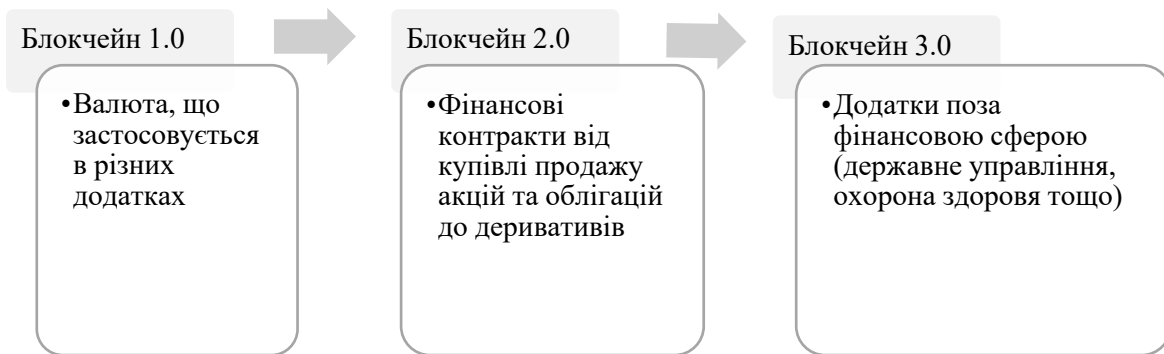 Блокчейн 1.0
•Валюта, що
застосовується
в різних
додатках
Блокчейн 2.0
•Фінансові
контракти від
купівлі продажу
акцій та облігацій
до деривативів
Блокчейн 3.0
•Додатки поза
фінансовою сферою
(державне управління,
охорона здоровя тощо)